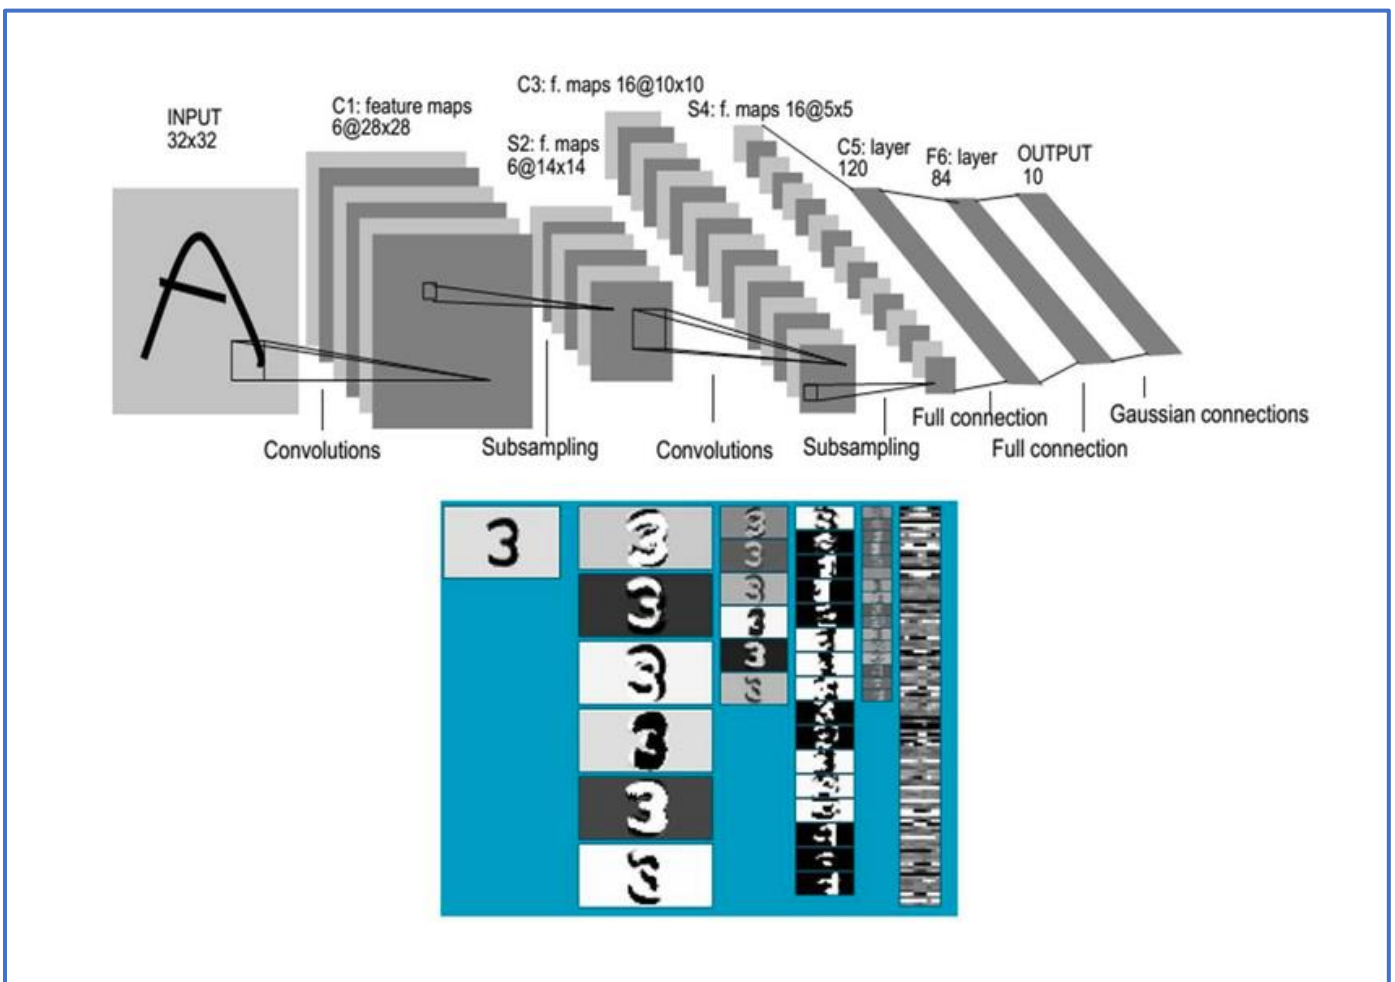 INPUT
32x32
C1: feature maps
6@28x28
S2: f. maps
6@14x14
C3: f. maps 16@10x10
S4: f. maps 16@5x5
C5: layer
120
F6: layer
84
OUTPUT
10
Convolutions
Subsampling
Convolutions
Subsampling
Full connection
Full connection
Gaussian connections
A
3